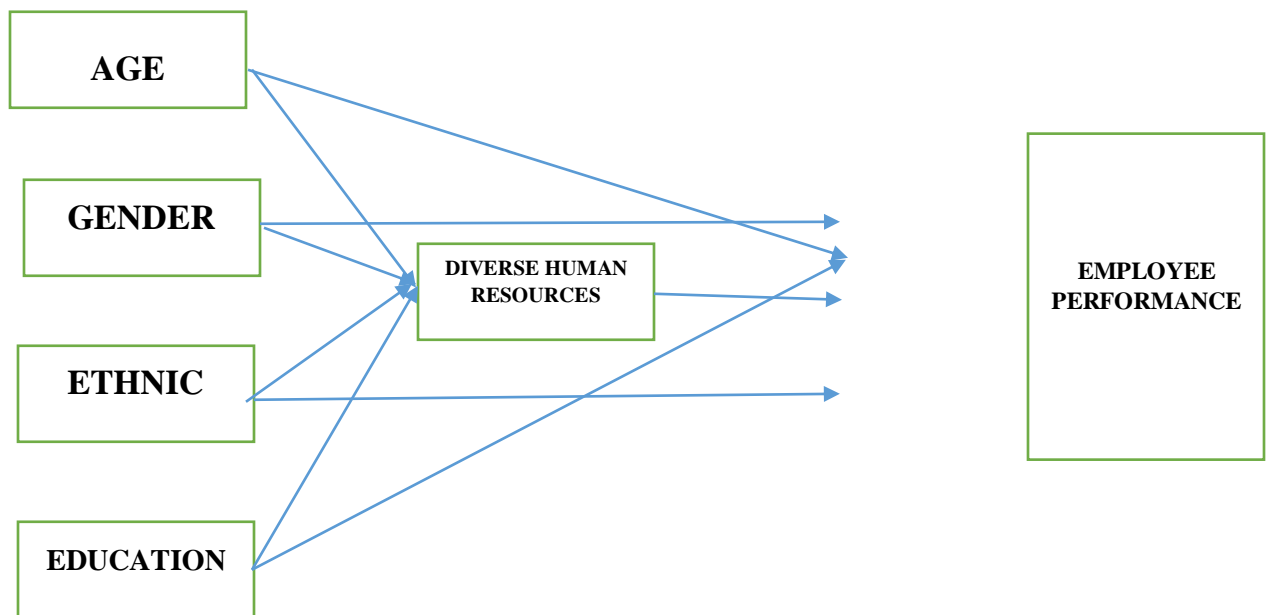 AGE
GENDER
DIVERSE HUMAN
RESOURCES
EMPLOYEE
PERFORMANCE
ETHNIC
EDUCATION